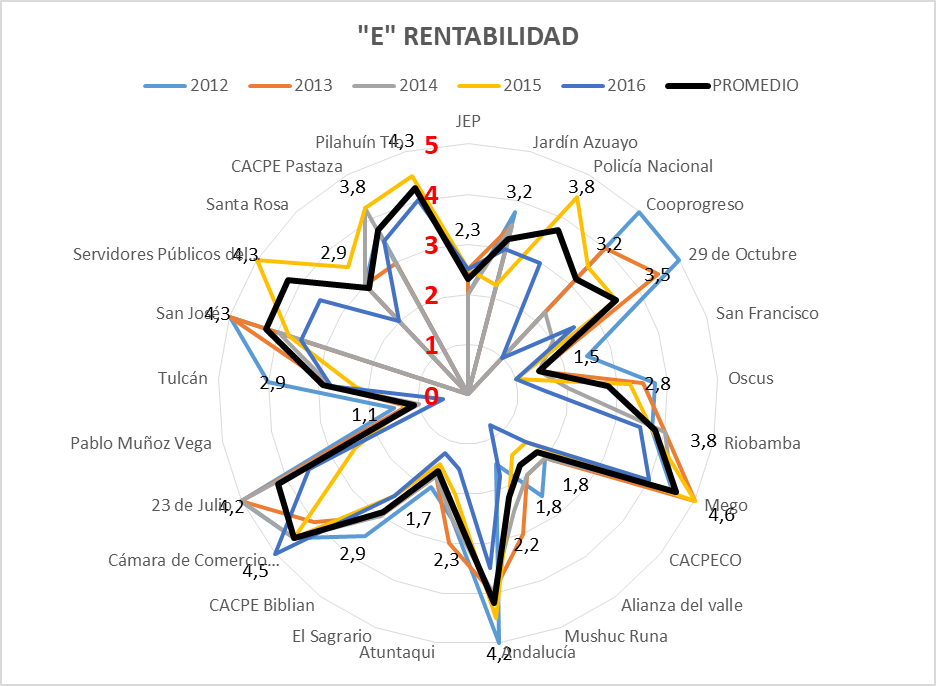 "E" RENTABILIDAD
2012 2013 2014 2015 2016 PROMEDIO
JEP
Pilahuín Tío 4,3 5 Jardín Azuayo
CACPE Pastaza 3,8 3,2 3,8 Policía Nacional
Santa Rosa 4 Cooprogreso
Servidores Públicos del 4,3 2,9 3 2,3 3,2 3,5 29 de Octubre
San José 4,3 2 San Francisco
1 1,5
Tulcán 2,9 0 2,8 Oscus
Pablo Muñoz Vega 1,1 3,8 Riobamba
23 de Julio 4,2 1,8 4,6 Mego
Cámara de Comercio... 4,5 2,9 1,7 2,3 2,2 1,8 CACPECO
CACPE Biblian Alianza del valle
El Sagrario Mushuc Runa
Atuntaqui 4,2 Andalucía